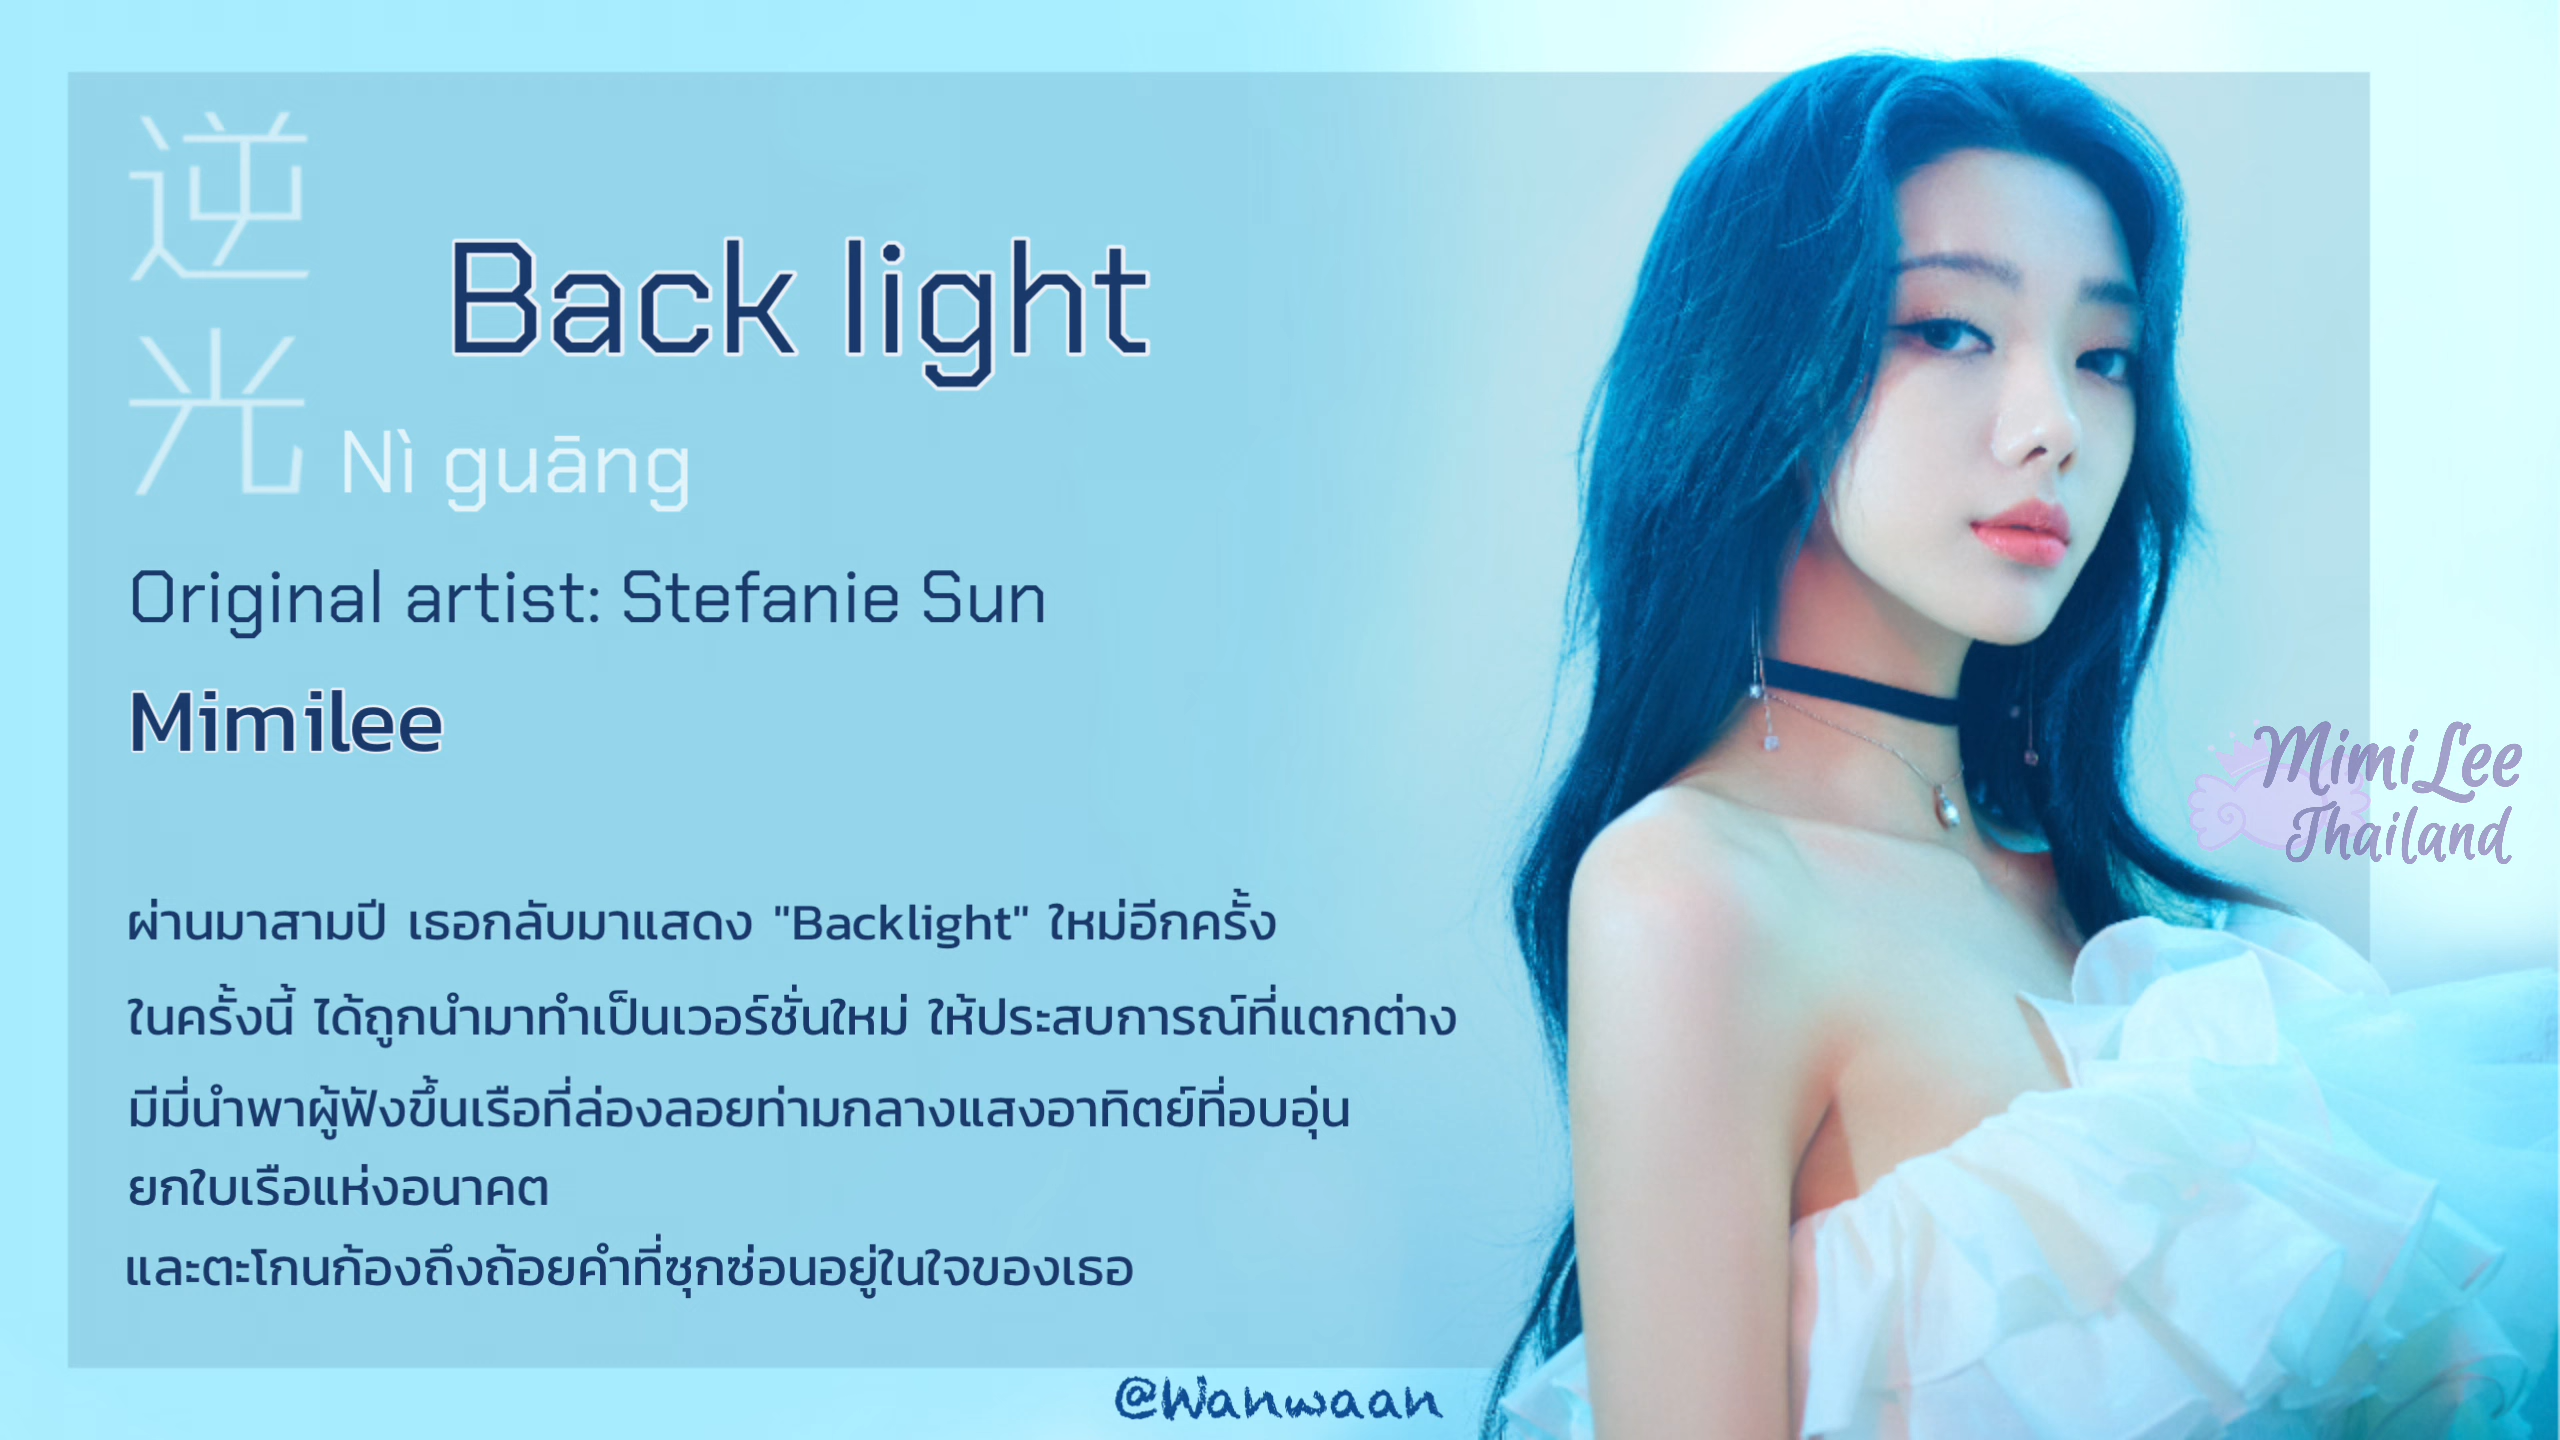 逆光
Back light
Nì guāng
Original artist: Stefanie Sun
Mimilee
MimiLee
Thailand
ผ่านมาสามปี เธอกลับมาแสดง "Backlight" ใหม่อีกครั้ง
ในครั้งนี้ ได้ถูกนำมาทำเป็นเวอร์ชั่นใหม่ ให้ประสบการณ์ที่แตกต่าง
มีมี่นำพาผู้ฟังขึ้นเรือที่ล่องลอยท่ามกลางแสงอาทิตย์ที่อบอุ่น
ยกใบเรือแห่งอนาคต
และตะโกนก้องถึงถ้อยคำที่ซุกซ่อนอยู่ในใจของเธอ
@Wanwaan